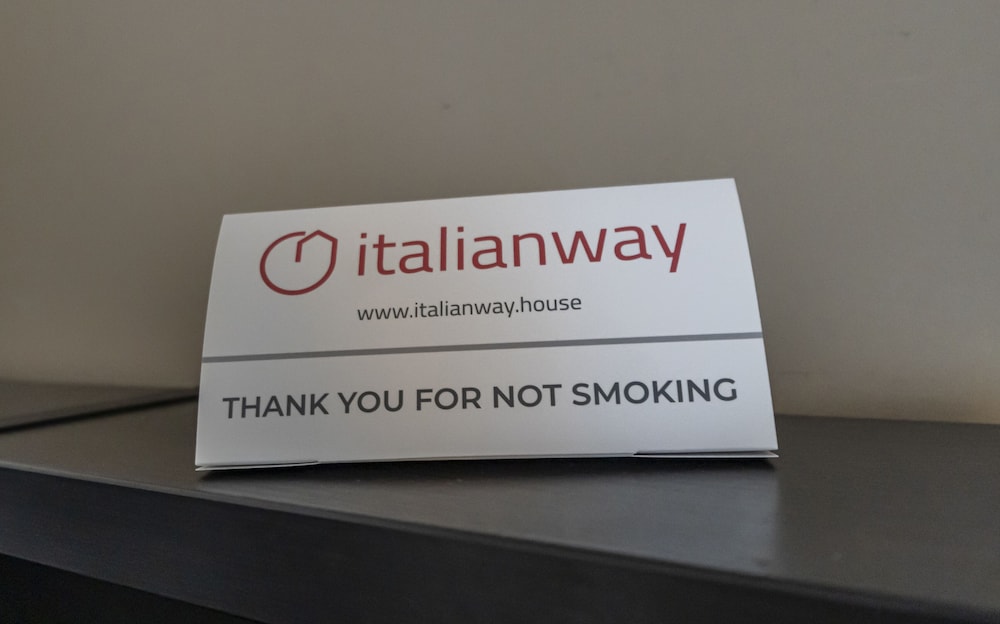 italianway
www.italianway.house
THANK YOU FOR NOT SMOKING